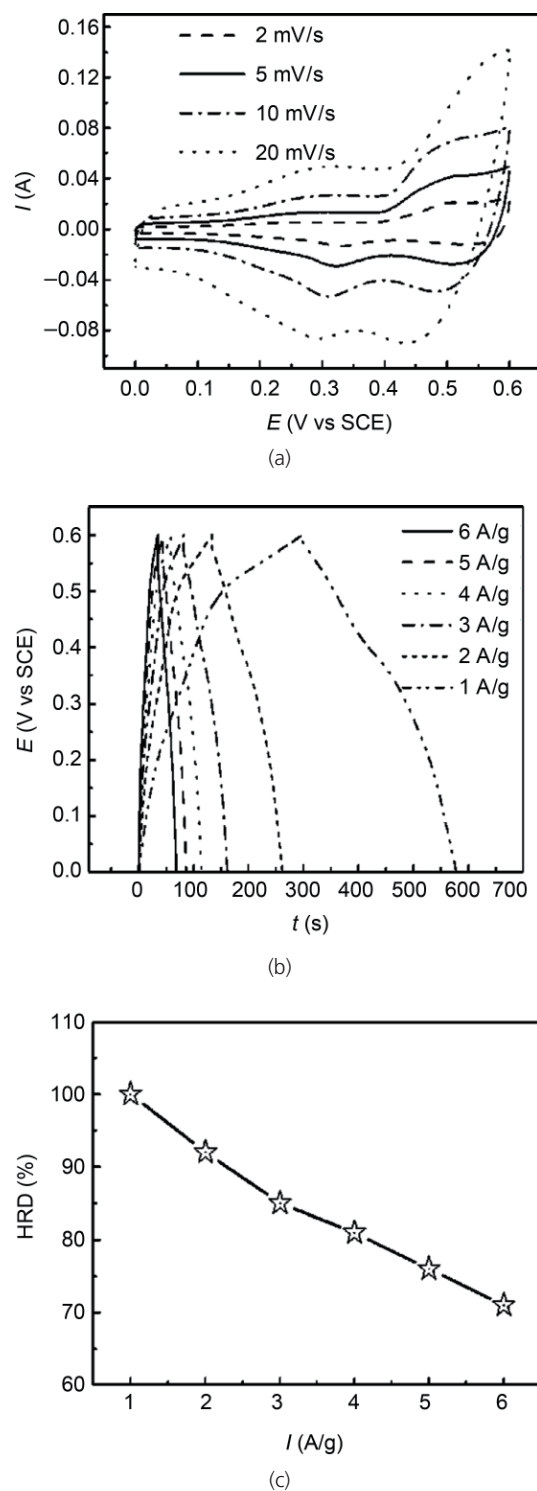 0.16
0.12
0.08
0.04
0.00
−0.04
−0.08
I (A)
2 mV/s
5 mV/s
10 mV/s
20 mV/s
0.0 0.1 0.2 0.3 0.4 0.5 0.6
E (V vs SCE)
(a)
0.6
0.5
0.4
0.3
0.2
0.1
0.0
E (V vs SCE)
6 A/g
5 A/g
4 A/g
3 A/g
2 A/g
1 A/g
0 100 200 300 400 500 600 700
t (s)
(b)
110
100
90
80
70
60
HRD (%)
1 2 3 4 5 6
I (A/g)
(c)